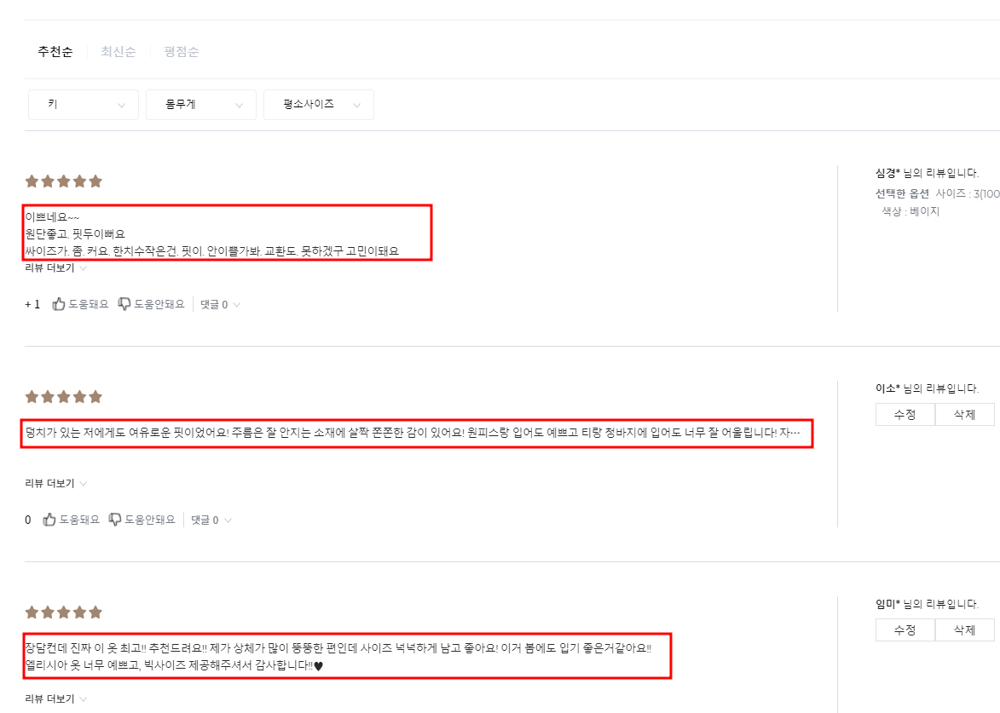 추천순 최신순 평점순
키 몸무게 평소사이즈
심경* 님의 리뷰입니다.
선택한 옵션 사이즈 : 3(100
색상 : 베이지
이쁘네요~~
원단좋고. 핏두이뻐요
싸이즈가. 좀. 커요. 한치수작은건. 핏이. 안이쁠가봐. 교환도. 못하겠구 고민이돼요
리뷰 더보기
+ 1 도움돼요 도움안돼요 댓글 0
이소* 님의 리뷰입니다.
수정 삭제
덩치가 있는 저에게도 여유로운 핏이었어요! 주름은 잘 안지는 소재에 살짝 쫀쫀한 감이 있어요! 원피스랑 입어도 예쁘고 티랑 청바지에 입어도 너무 잘 어울립니다! 자…
리뷰 더보기
0 도움돼요 도움안돼요 댓글 0
임미* 님의 리뷰입니다.
수정 삭제
장담컨데 진짜 이 옷 최고!! 추천드려요!! 제가 상체가 많이 뚱뚱한 편인데 사이즈 넉넉하게 남고 좋아요! 이거 봄에도 입기 좋은거같아요!!
엘리시아 옷 너무 예쁘고, 빅사이즈 제공해주셔서 감사합니다!!♥
리뷰 더보기